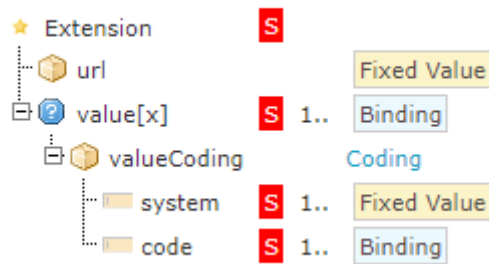 Extension S
url Fixed Value
? value[x] S 1.. Binding
valueCoding Coding
system S 1.. Fixed Value
code S 1.. Binding